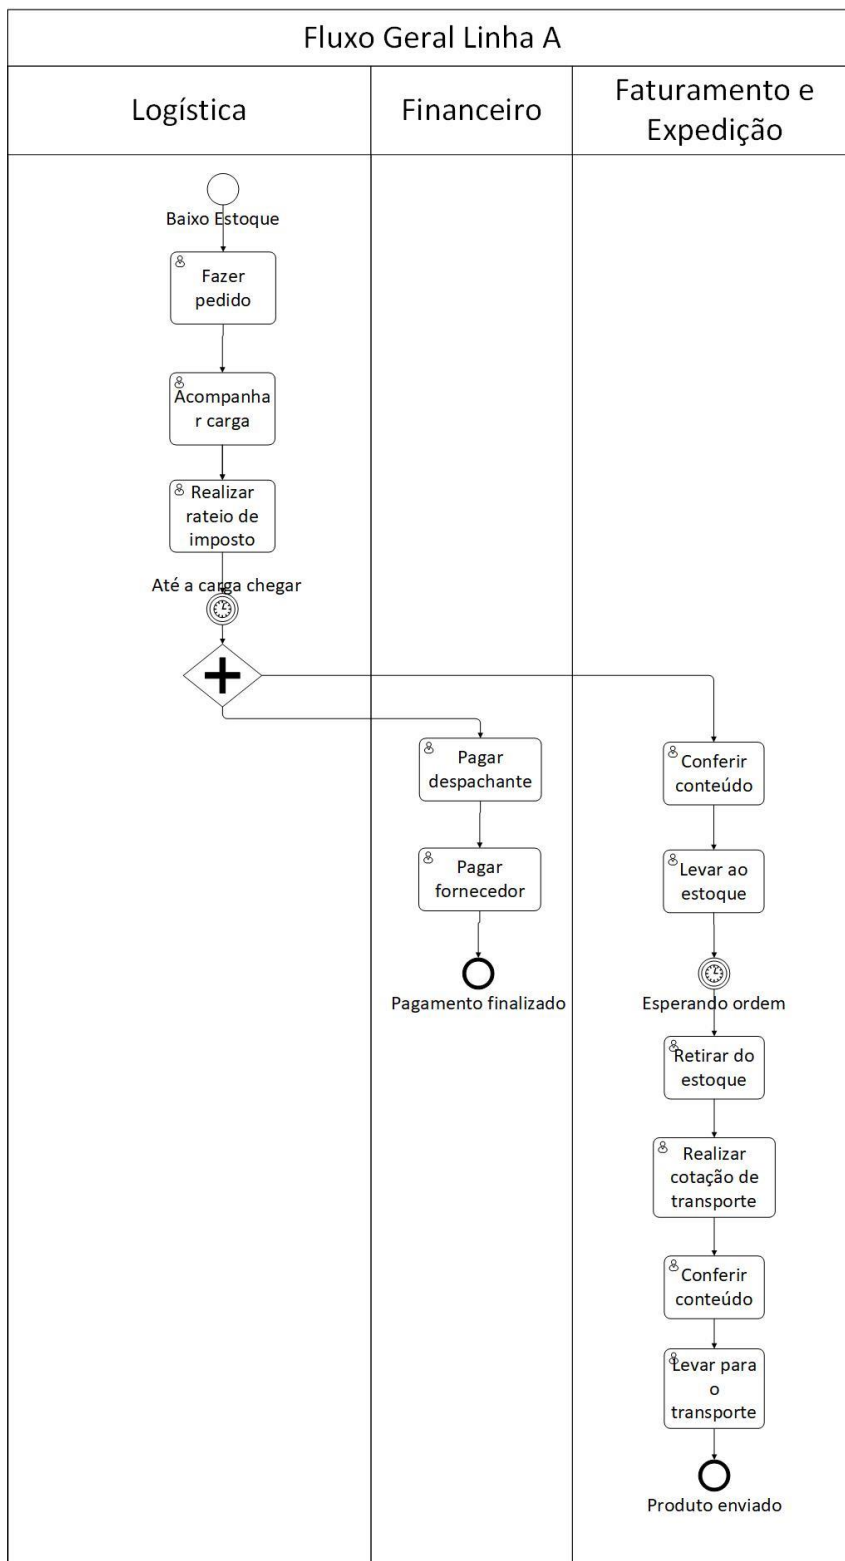 Fluxo Geral Linha A
Logística
Financeiro
Faturamento e
Expedição
Baixo Estoque
Fazer
pedido
Acompanha
r carga
Realizar
rateio de
imposto
Até a carga chegar
Pagar
despachante
Pagar
fornecedor
Pagamento finalizado
Conferir
conteúdo
Levar ao
estoque
Esperando ordem
Retirar do
estoque
Realizar
cotação de
transporte
Conferir
conteúdo
Levar para
o
transporte
Produto enviado